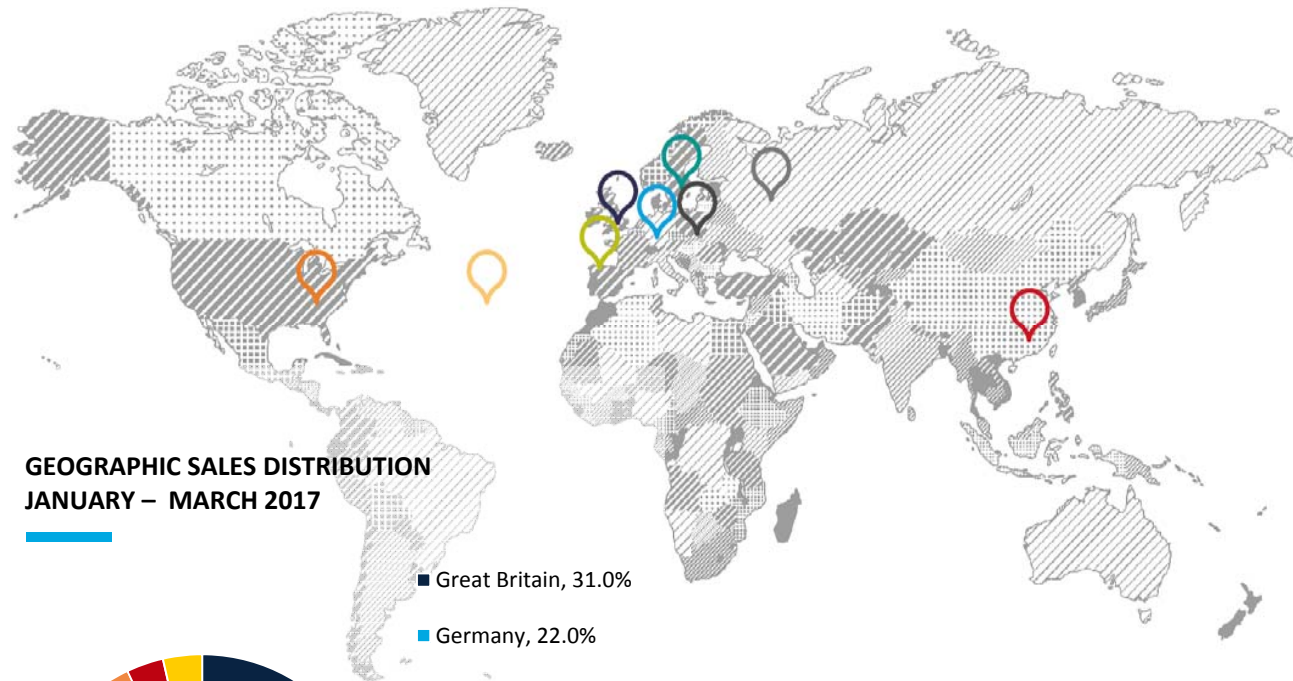 GEOGRAPHIC SALES DISTRIBUTION
JANUARY – MARCH 2017
Great Britain, 31.0%
Germany, 22.0%